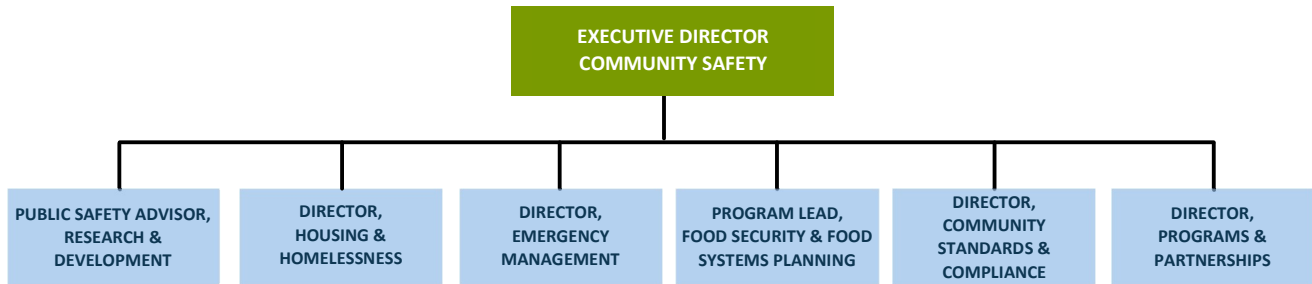 EXECUTIVE DIRECTOR
COMMUNITY SAFETY
PUBLIC SAFETY ADVISOR,
RESEARCH &
DEVELOPMENT
DIRECTOR,
HOUSING &
HOMELESSNESS
DIRECTOR,
EMERGENCY
MANAGEMENT
PROGRAM LEAD,
FOOD SECURITY & FOOD
SYSTEMS PLANNING
DIRECTOR,
COMMUNITY
STANDARDS &
COMPLIANCE
DIRECTOR,
PROGRAMS &
PARTNERSHIPS